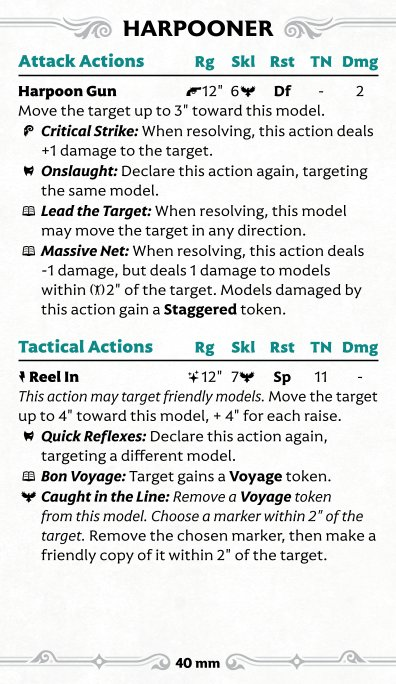 HARPOONER
Attack Actions Rg Skl Rst TN Dmg
Harpoon Gun 12" 6 Df - 2
Move the target up to 3" toward this model.
Critical Strike: When resolving, this action deals
+1 damage to the target.
Onslaught: Declare this action again, targeting
the same model.
Lead the Target: When resolving, this model
may move the target in any direction.
Massive Net: When resolving, this action deals
-1 damage, but deals 1 damage to models
within 2" of the target. Models damaged by
this action gain a Staggered token.
Tactical Actions Rg Skl Rst TN Dmg
Reel In 12" 7 Sp 11 -
This action may target friendly models. Move the target
up to 4" toward this model, + 4" for each raise.
Quick Reflexes: Declare this action again,
targeting a different model.
Bon Voyage: Target gains a Voyage token.
Caught in the Line: Remove a Voyage token
from this model. Choose a marker within 2" of the
target. Remove the chosen marker, then make a
friendly copy of it within 2" of the target.
40 mm